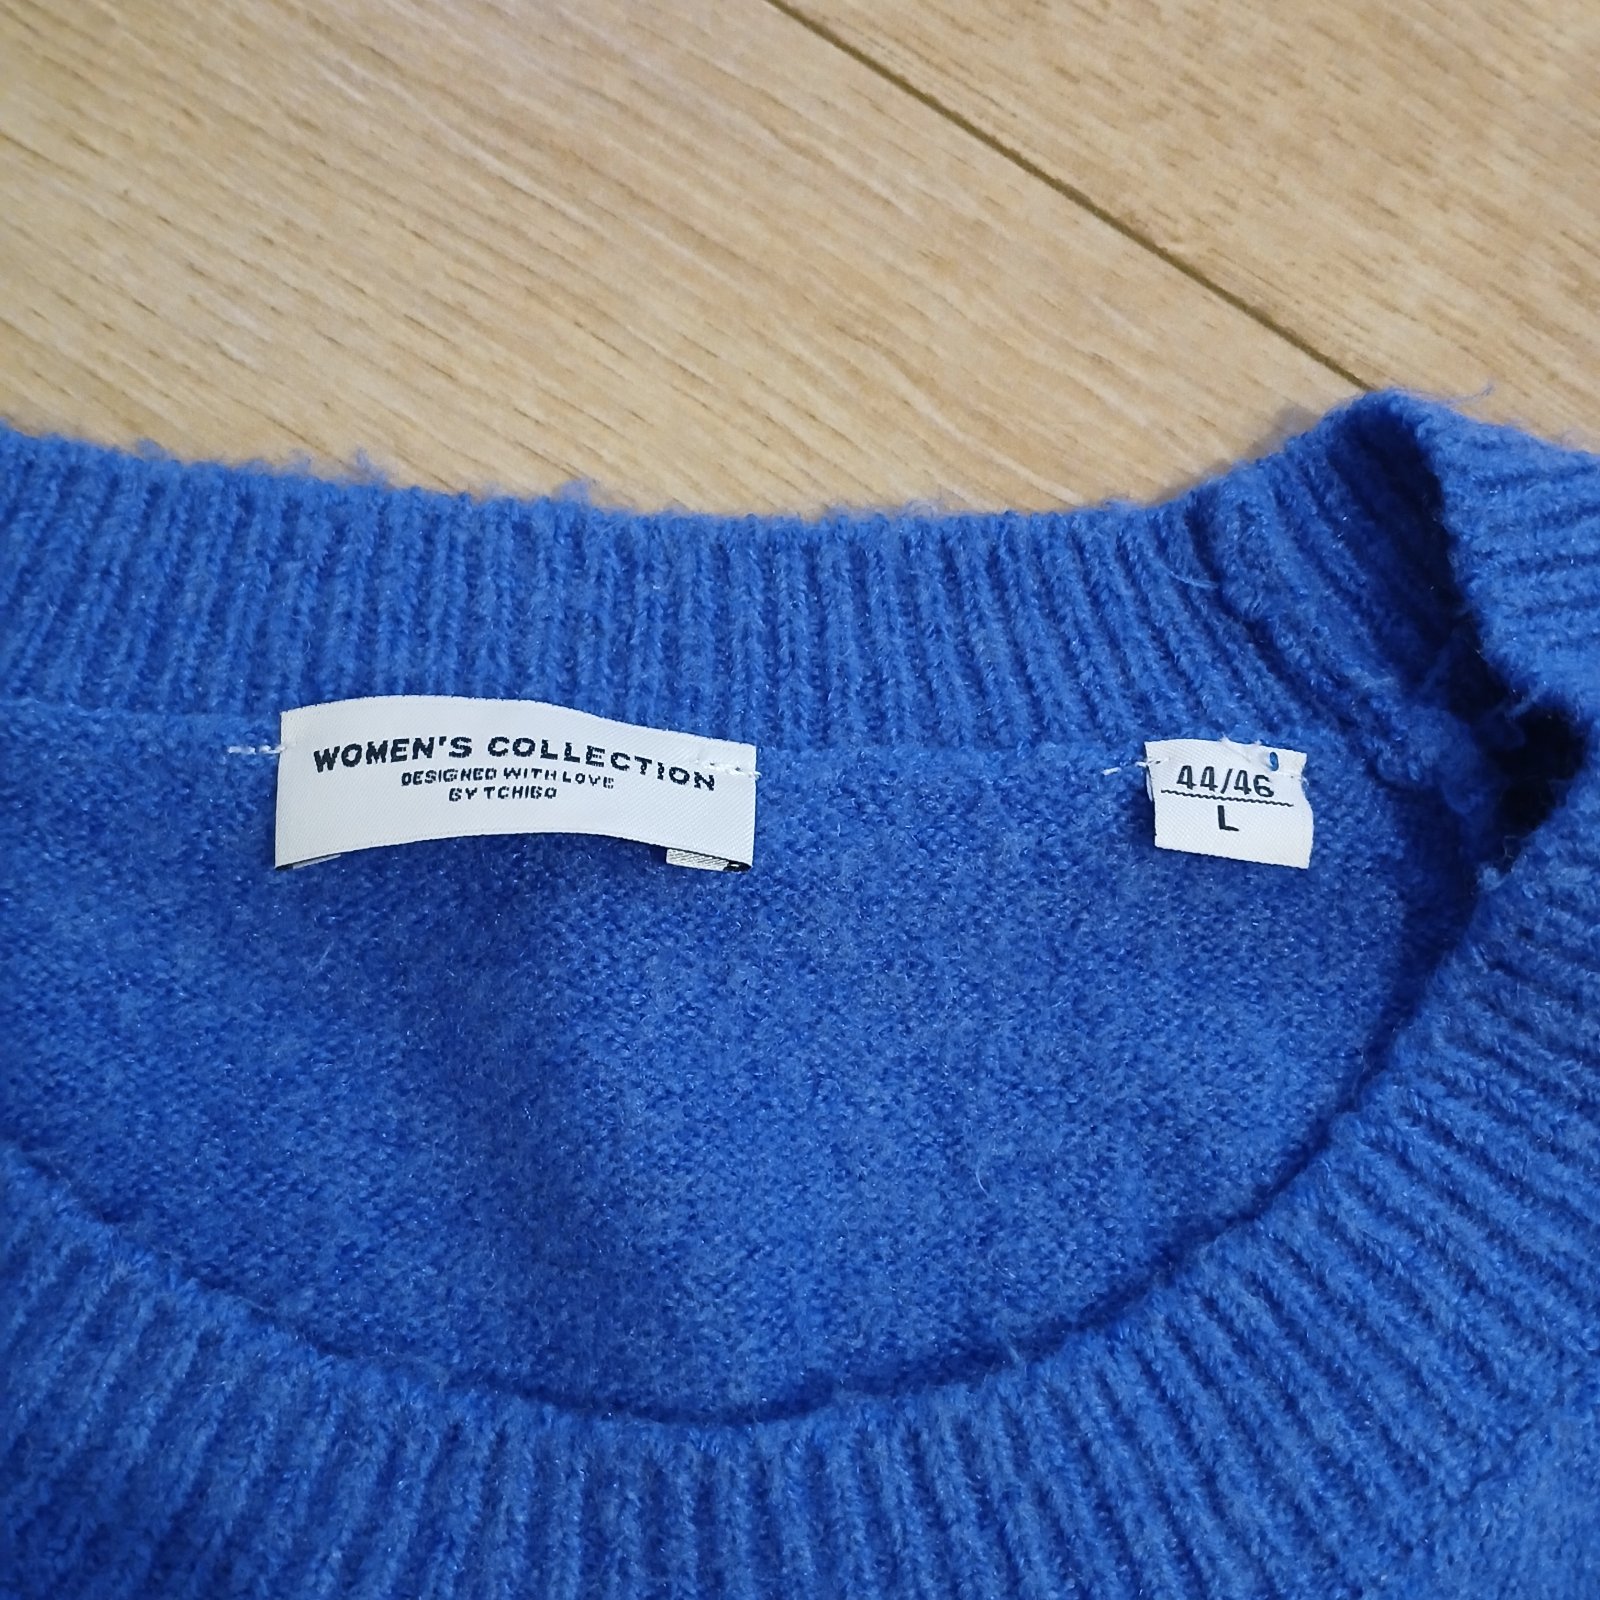 WOMEN'S COLLECTION
DESIGNED WITH LOVE
BY TCHIBO
44/46
L